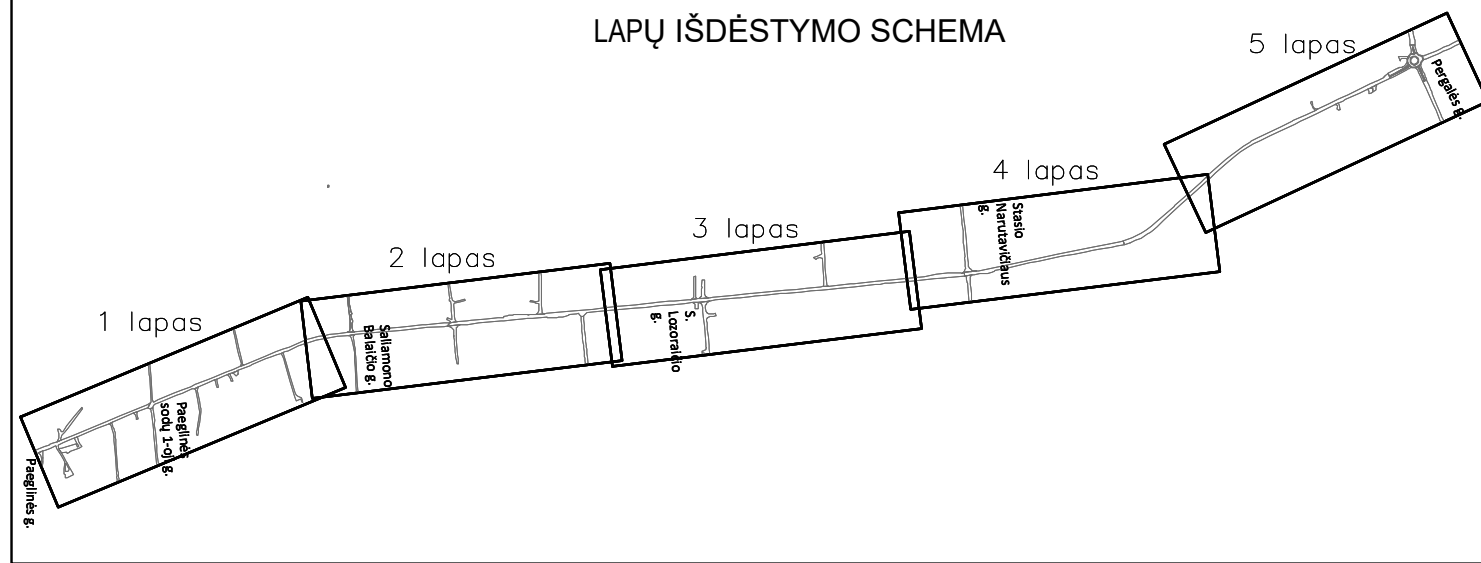 LAPŲ IŠDĖSTYMO SCHEMA
5 lapas
Pergalės g.
4 lapas
Stasio
Narutavičiaus
g.
3 lapas
S.
Lozoraičio
g.
2 lapas
Saliamono
Balaičio g.
1 lapas
Paeglinės
sodų 1-oji g.
Paeglinės g.